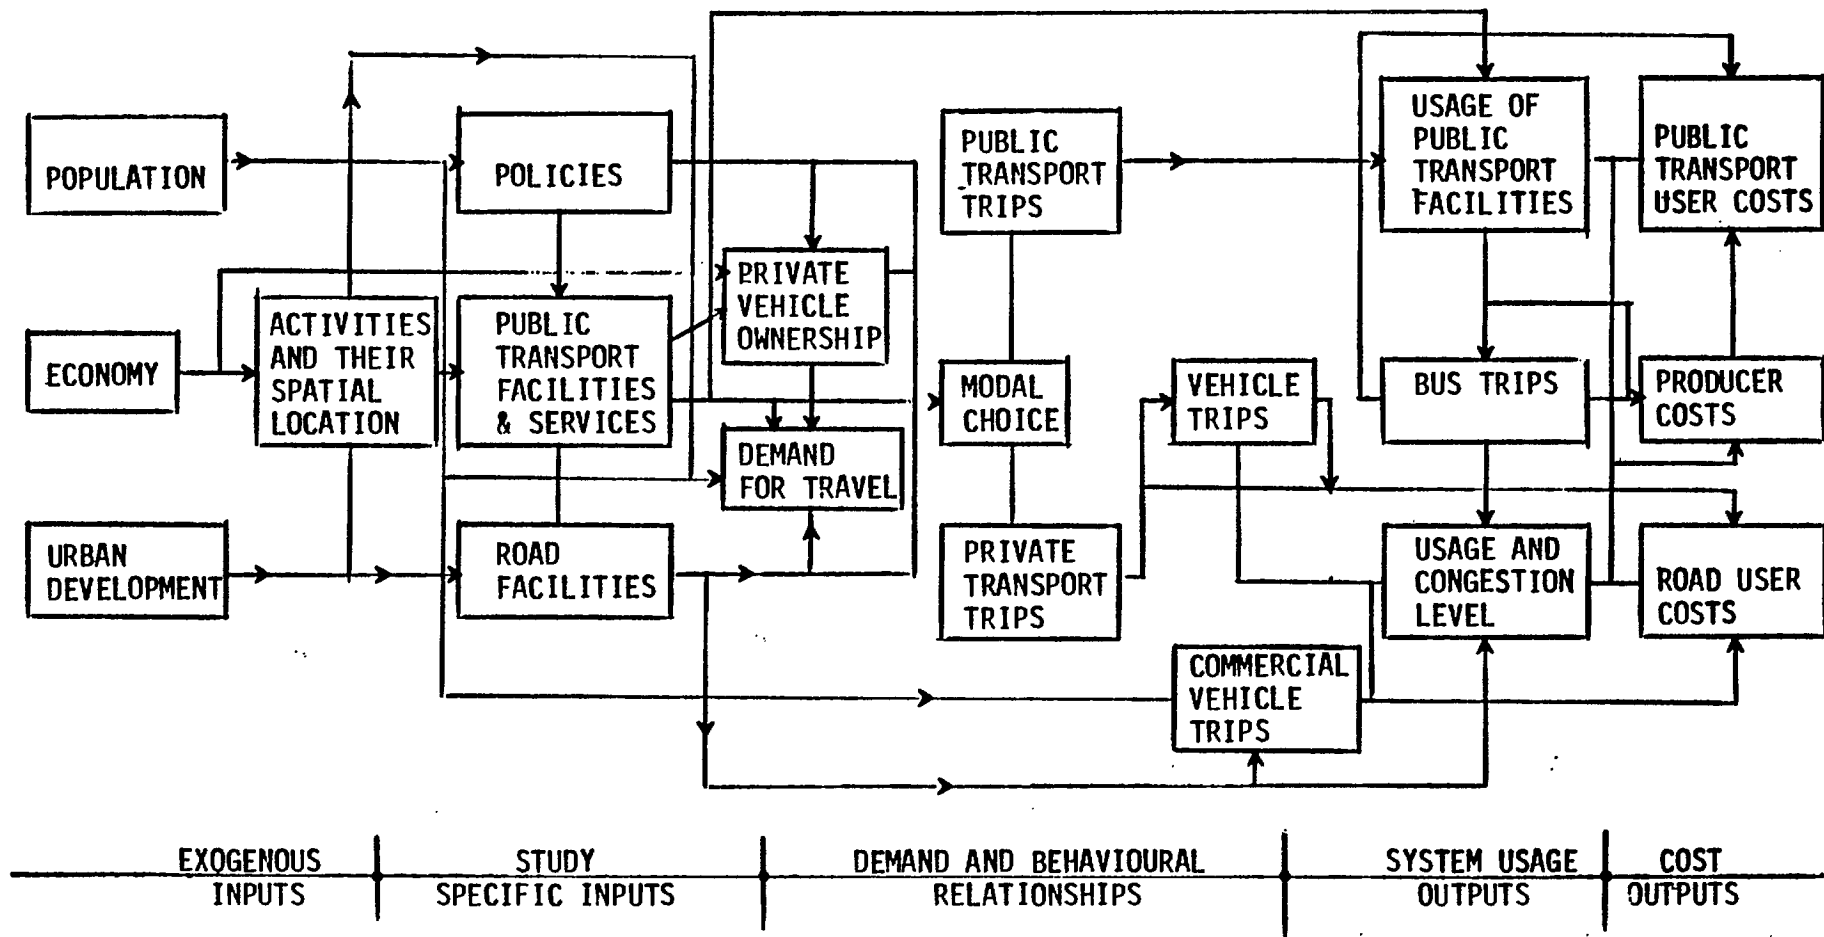 POPULATION
ECONOMY
URBAN
DEVELOPMENT
ACTIVITIES
AND THEIR
SPATIAL
LOCATION
POLICIES
PUBLIC
TRANSPORT
FACILITIES
& SERVICES
ROAD
FACILITIES
PRIVATE
VEHICLE
OWNERSHIP
DEMAND
FOR TRAVEL
PUBLIC
TRANSPORT
TRIPS
MODAL
CHOICE
PRIVATE
TRANSPORT
TRIPS
VEHICLE
TRIPS
COMMERCIAL
VEHICLE
TRIPS
USAGE OF
PUBLIC
TRANSPORT
FACILITIES
BUS TRIPS
USAGE AND
CONGESTION
LEVEL
PUBLIC
TRANSPORT
USER COSTS
PRODUCER
COSTS
ROAD USER
COSTS
EXOGENOUS
INPUTS
STUDY
SPECIFIC INPUTS
DEMAND AND BEHAVIOURAL
RELATIONSHIPS
SYSTEM USAGE
OUTPUTS
COST
OUTPUTS